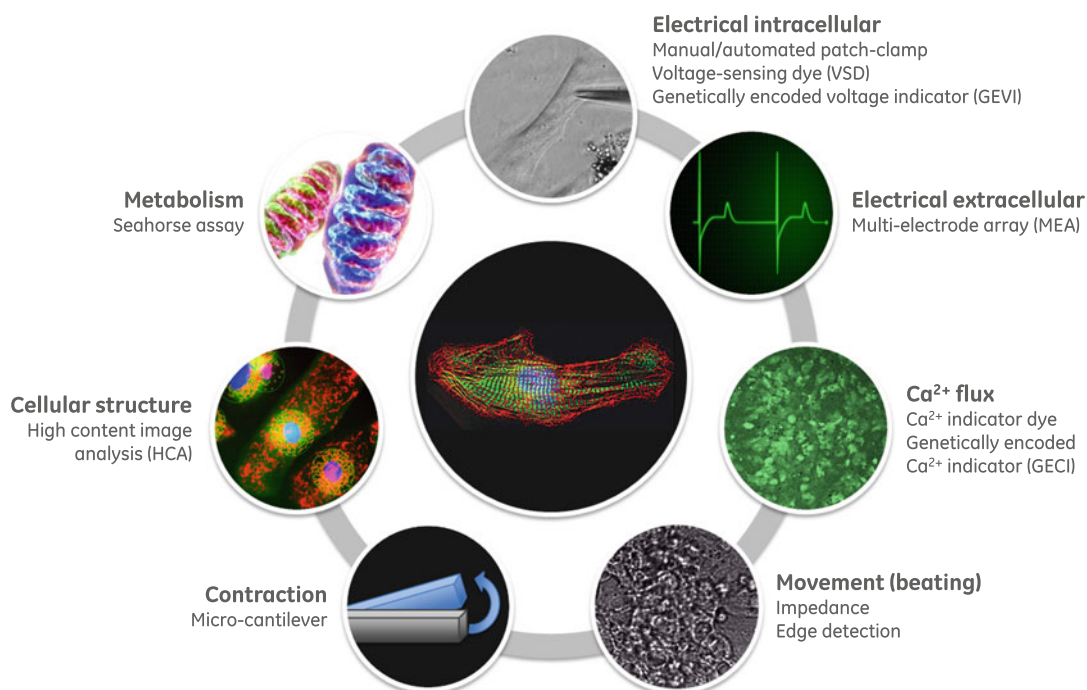 Electrical intracellular
Manual/automated patch-clamp
Voltage-sensing dye (VSD)
Genetically encoded voltage indicator (GEVI)
Electrical extracellular
Multi-electrode array (MEA)
Ca²⁺ flux
Ca²⁺ indicator dye
Genetically encoded
Ca²⁺ indicator (GECI)
Movement (beating)
Impedance
Edge detection
Contraction
Micro-cantilever
Cellular structure
High content image
analysis (HCA)
Metabolism
Seahorse assay